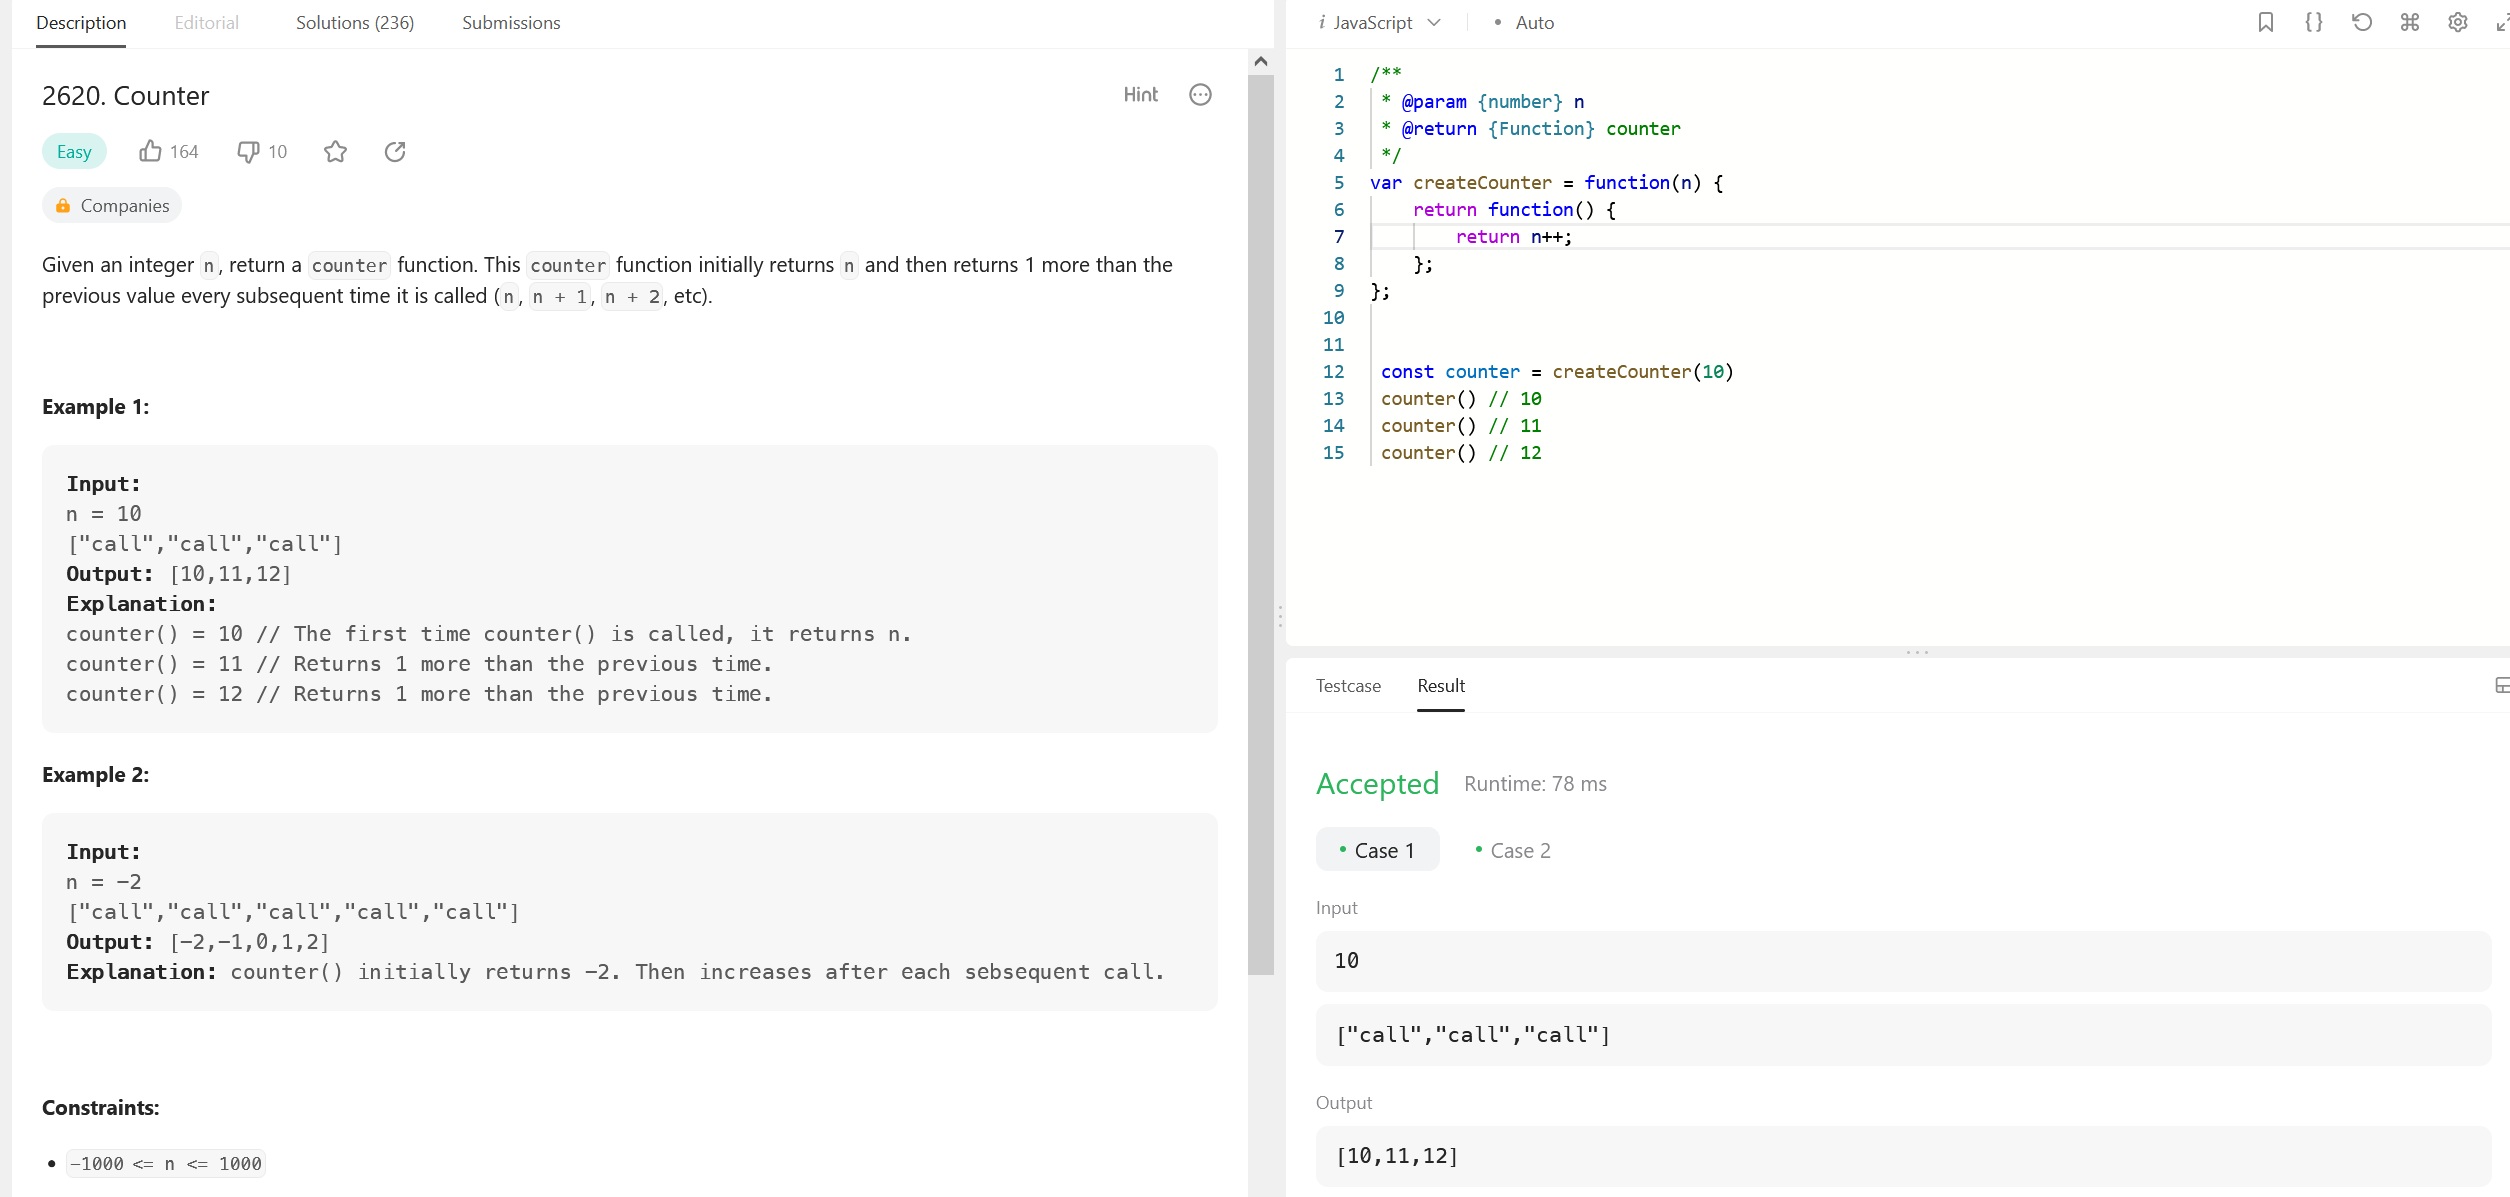 Description Editorial Solutions (236) Submissions
2620. Counter Hint
Easy 164 10
Companies
Given an integer n, return a counter function. This counter function initially returns n and then returns 1 more than the
previous value every subsequent time it is called (n, n + 1, n + 2, etc).
Example 1:
Input:
n = 10
["call","call","call"]
Output: [10,11,12]
Explanation:
counter() = 10 // The first time counter() is called, it returns n.
counter() = 11 // Returns 1 more than the previous time.
counter() = 12 // Returns 1 more than the previous time.
Example 2:
Input:
n = -2
["call","call","call","call","call"]
Output: [-2,-1,0,1,2]
Explanation: counter() initially returns -2. Then increases after each sebsequent call.
Constraints:
• -1000 <= n <= 1000
i JavaScript • Auto
1 /**
2  * @param {number} n
3  * @return {Function} counter
4  */
5 var createCounter = function(n) {
6     return function() {
7         return n++;
8     };
9 };
10
11
12  const counter = createCounter(10)
13  counter() // 10
14  counter() // 11
15  counter() // 12
Testcase Result
Accepted Runtime: 78 ms
• Case 1 • Case 2
Input
10
["call","call","call"]
Output
[10,11,12]